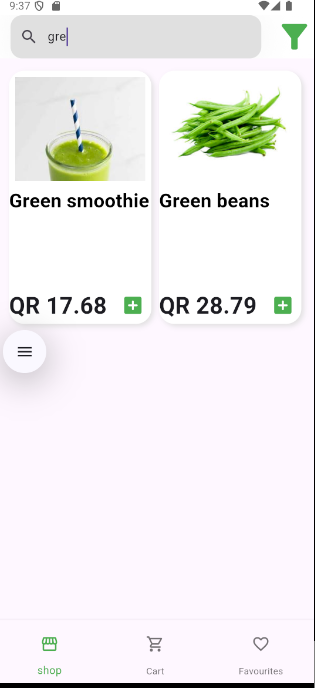 9:37
gre
Green smoothie
Green beans
QR 17.68
QR 28.79
shop
Cart
Favourites